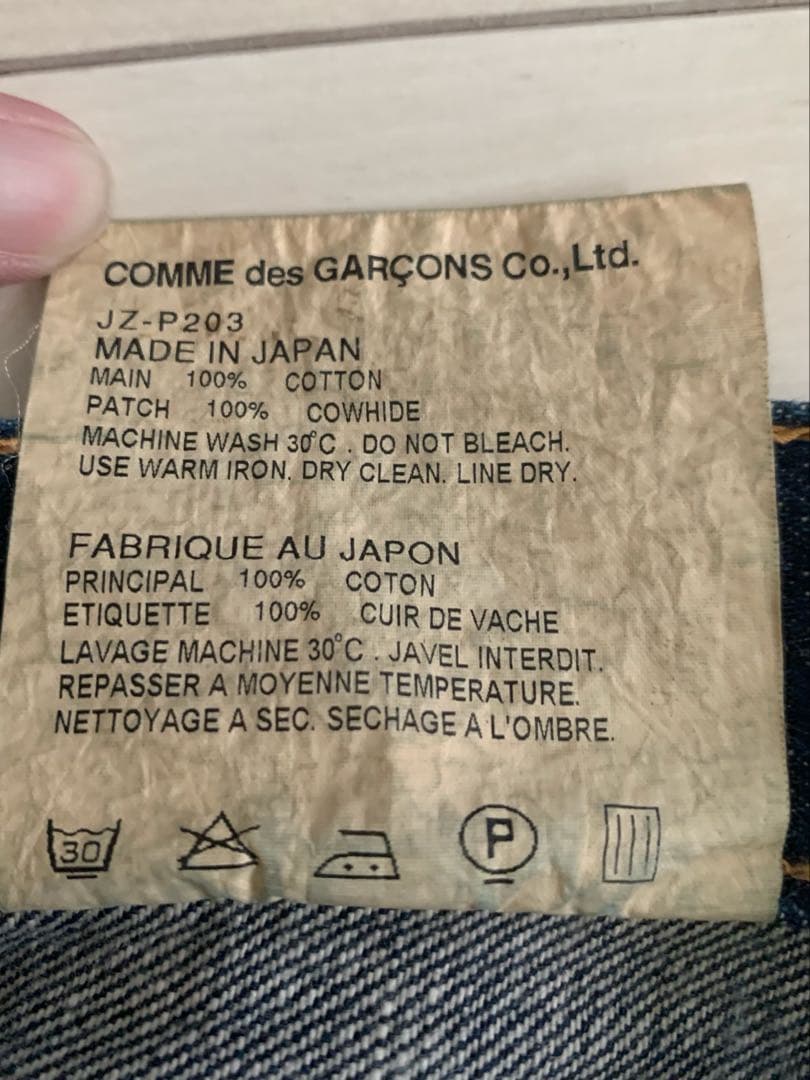 COMME des GARÇONS Co.,Ltd.
JZ-P203
MADE IN JAPAN
MAIN 100% COTTON
PATCH 100% COWHIDE
MACHINE WASH 30°C . DO NOT BLEACH.
USE WARM IRON. DRY CLEAN. LINE DRY.
FABRIQUE AU JAPON
PRINCIPAL 100% COTON
ETIQUETTE 100% CUIR DE VACHE
LAVAGE MACHINE 30°C . JAVEL INTERDIT.
REPASSER A MOYENNE TEMPERATURE.
NETTOYAGE A SEC. SECHAGE A L'OMBRE.
30 P